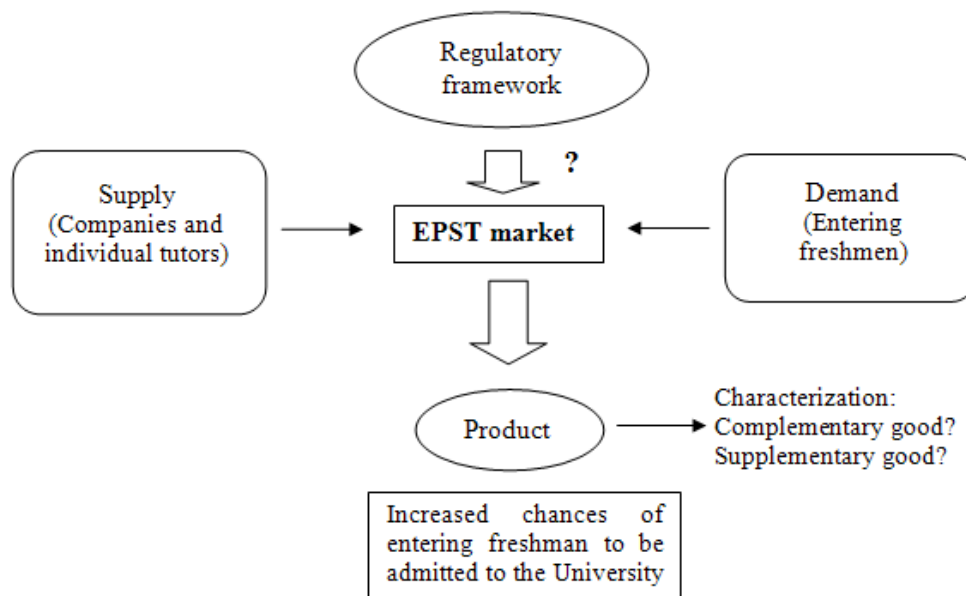 Regulatory
framework
?
Supply
(Companies and
individual tutors)
EPST market
Demand
(Entering
freshmen)
Product
Characterization:
Complementary good?
Supplementary good?
Increased chances of
entering freshman to be
admitted to the University